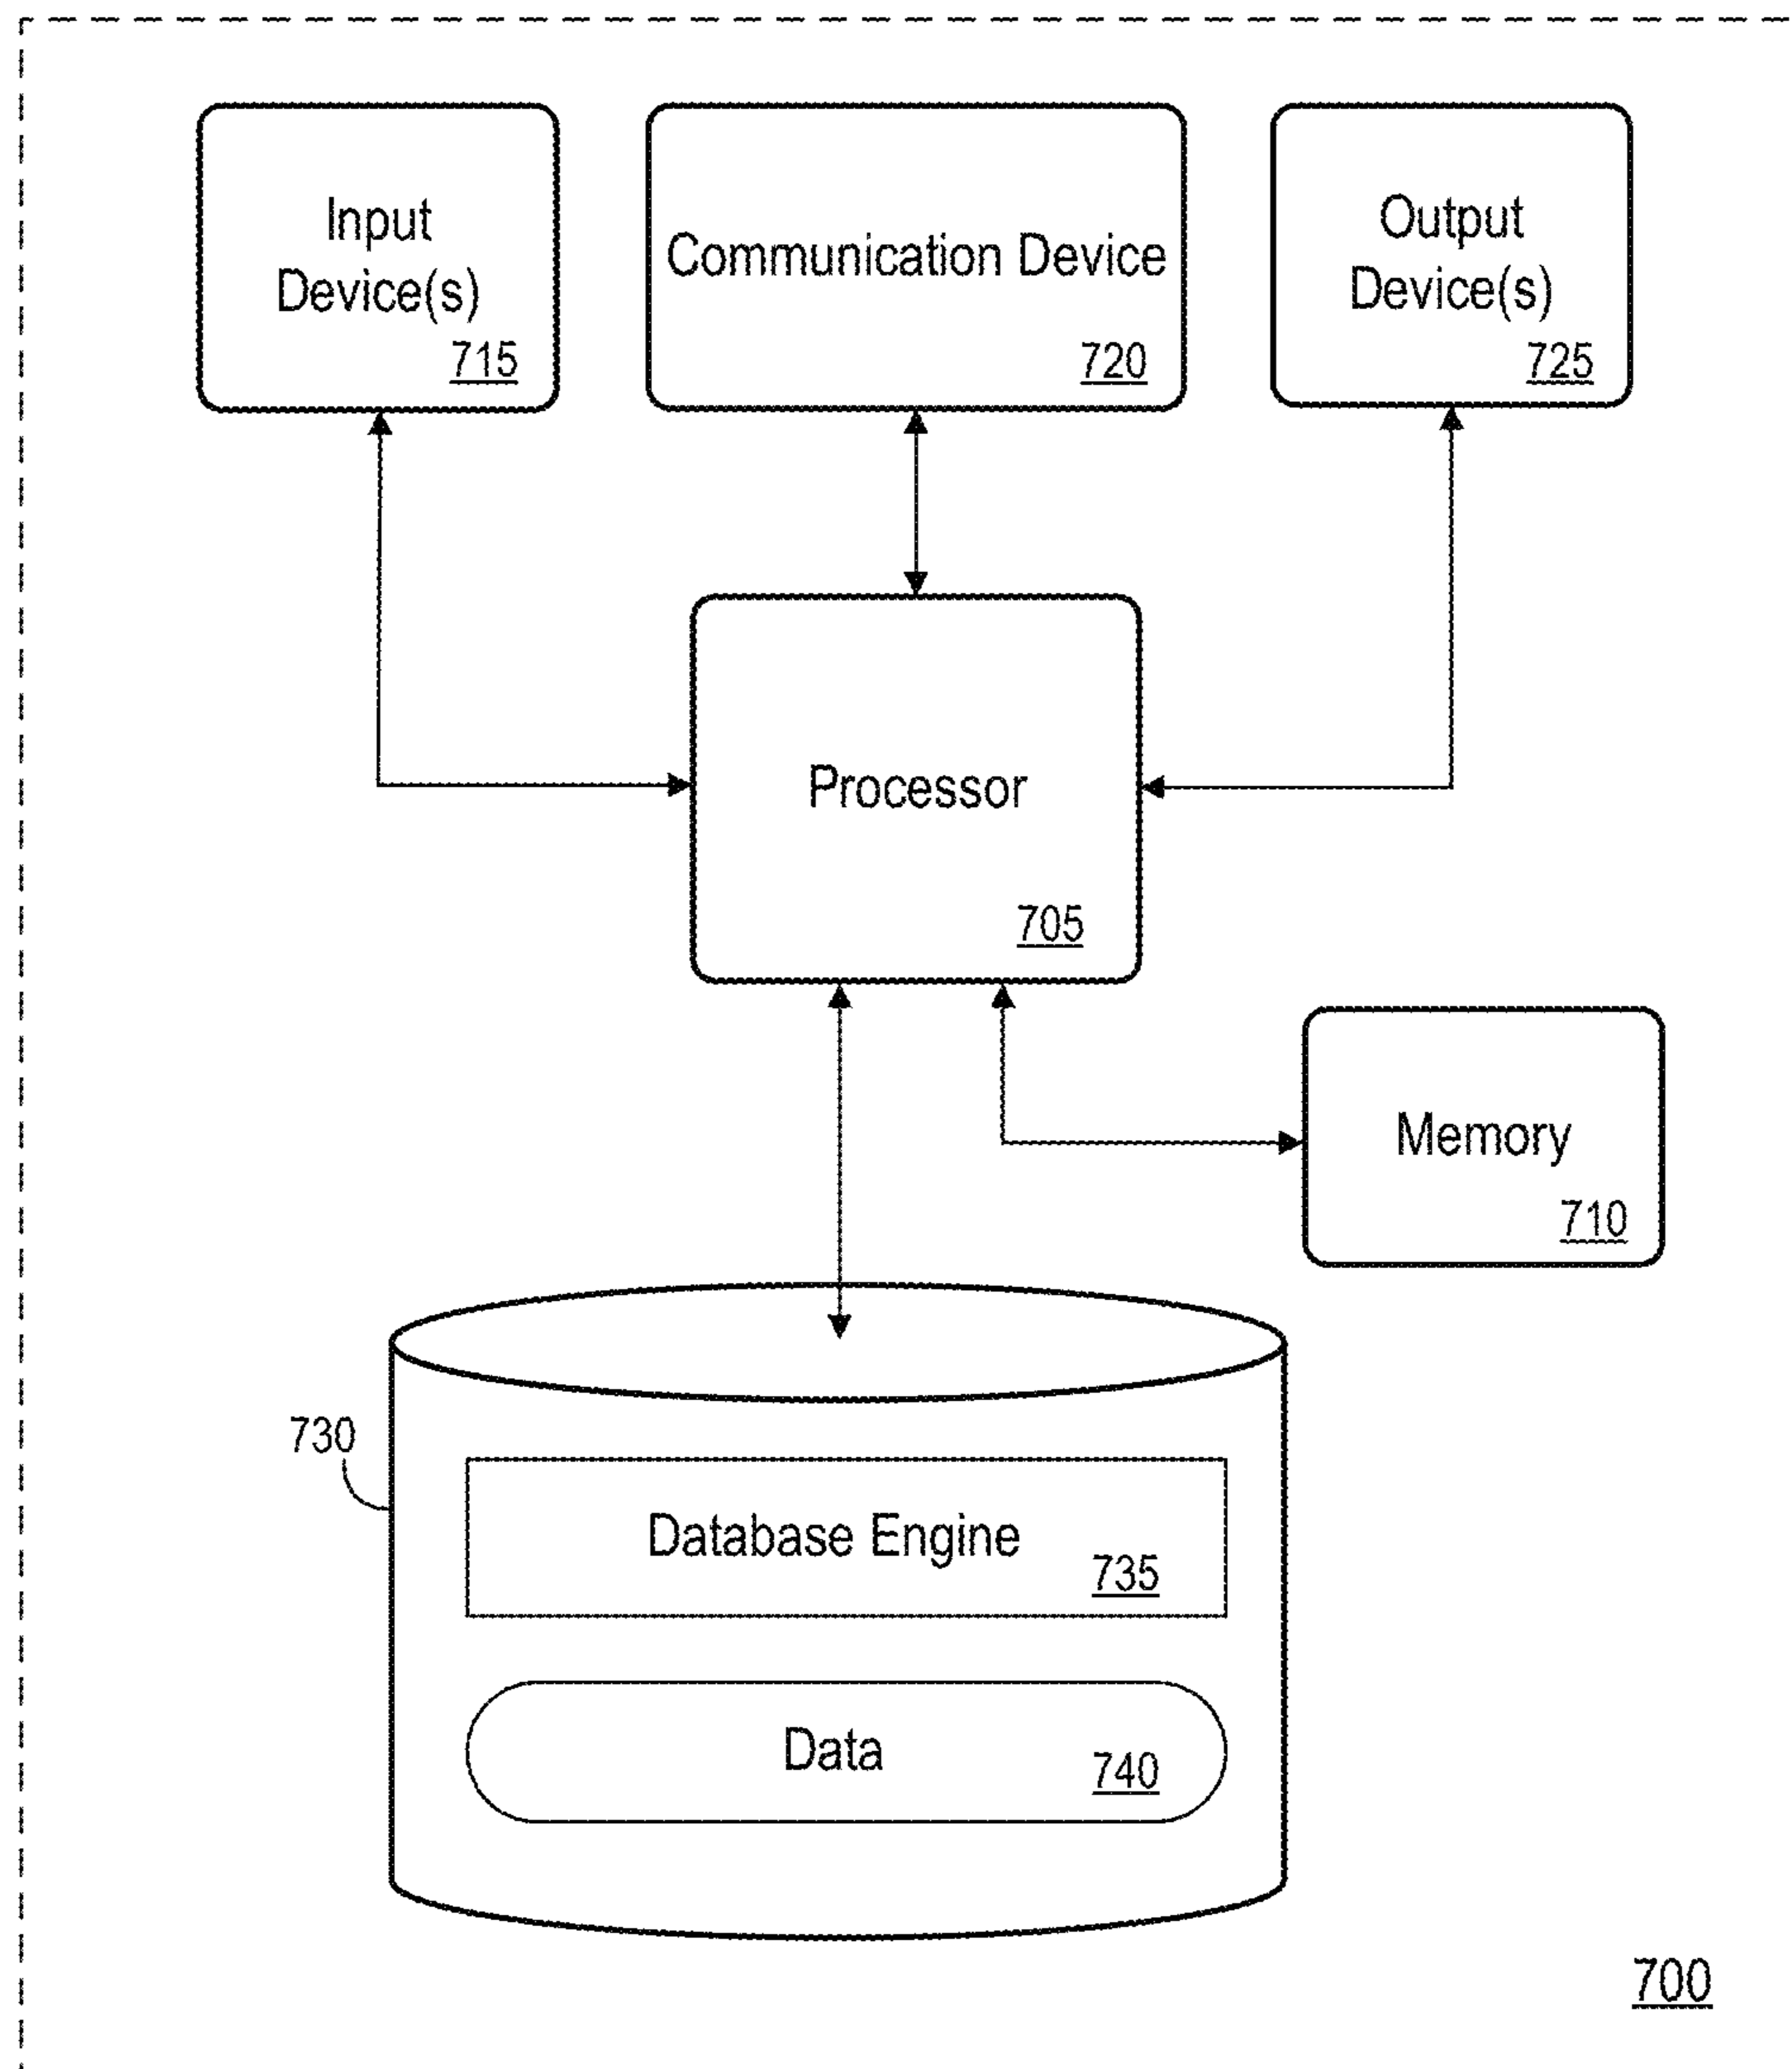 Input
Device(s)
715
Communication Device
720
Output
Device(s)
725
Processor
705
Memory
710
730
Database Engine
735
Data
740
700